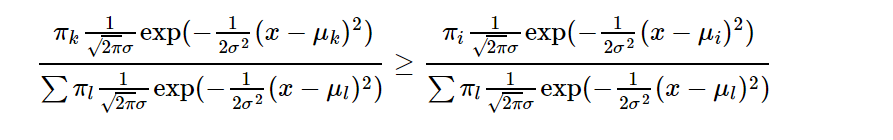 \frac{\pi_k \frac{1}{\sqrt{2\pi}\sigma} \exp(-\frac{1}{2\sigma^2}(x-\mu_k)^2)}{\sum \pi_l \frac{1}{\sqrt{2\pi}\sigma} \exp(-\frac{1}{2\sigma^2}(x-\mu_l)^2)} \geq \frac{\pi_i \frac{1}{\sqrt{2\pi}\sigma} \exp(-\frac{1}{2\sigma^2}(x-\mu_i)^2)}{\sum \pi_l \frac{1}{\sqrt{2\pi}\sigma} \exp(-\frac{1}{2\sigma^2}(x-\mu_l)^2)}